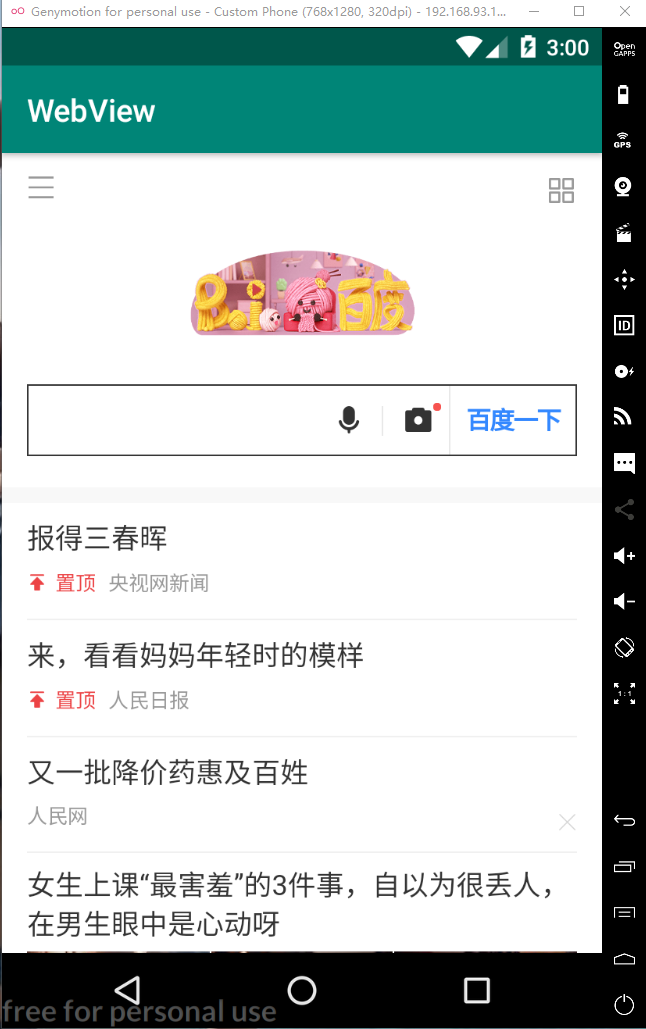 Genymotion for personal use - Custom Phone (768x1280, 320dpi) - 192.168.93.1...
3:00
Open
GAPPS
WebView
GPS
ID
Bai百度
百度一下
报得三春晖
置顶 央视网新闻
来，看看妈妈年轻时的模样
置顶 人民日报
1:1
又一批降价药惠及百姓
人民网
女生上课“最害羞”的3件事，自以为很丢人，
在男生眼中是心动呀
free for personal use